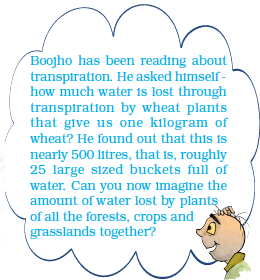 Boojho has been reading about
transpiration. He asked himself -
how much water is lost through
transpiration by wheat plants
that give us one kilogram of
wheat? He found out that this is
nearly 500 litres, that is, roughly
25 large sized buckets full of
water. Can you now imagine the
amount of water lost by plants
of all the forests, crops and
grasslands together?